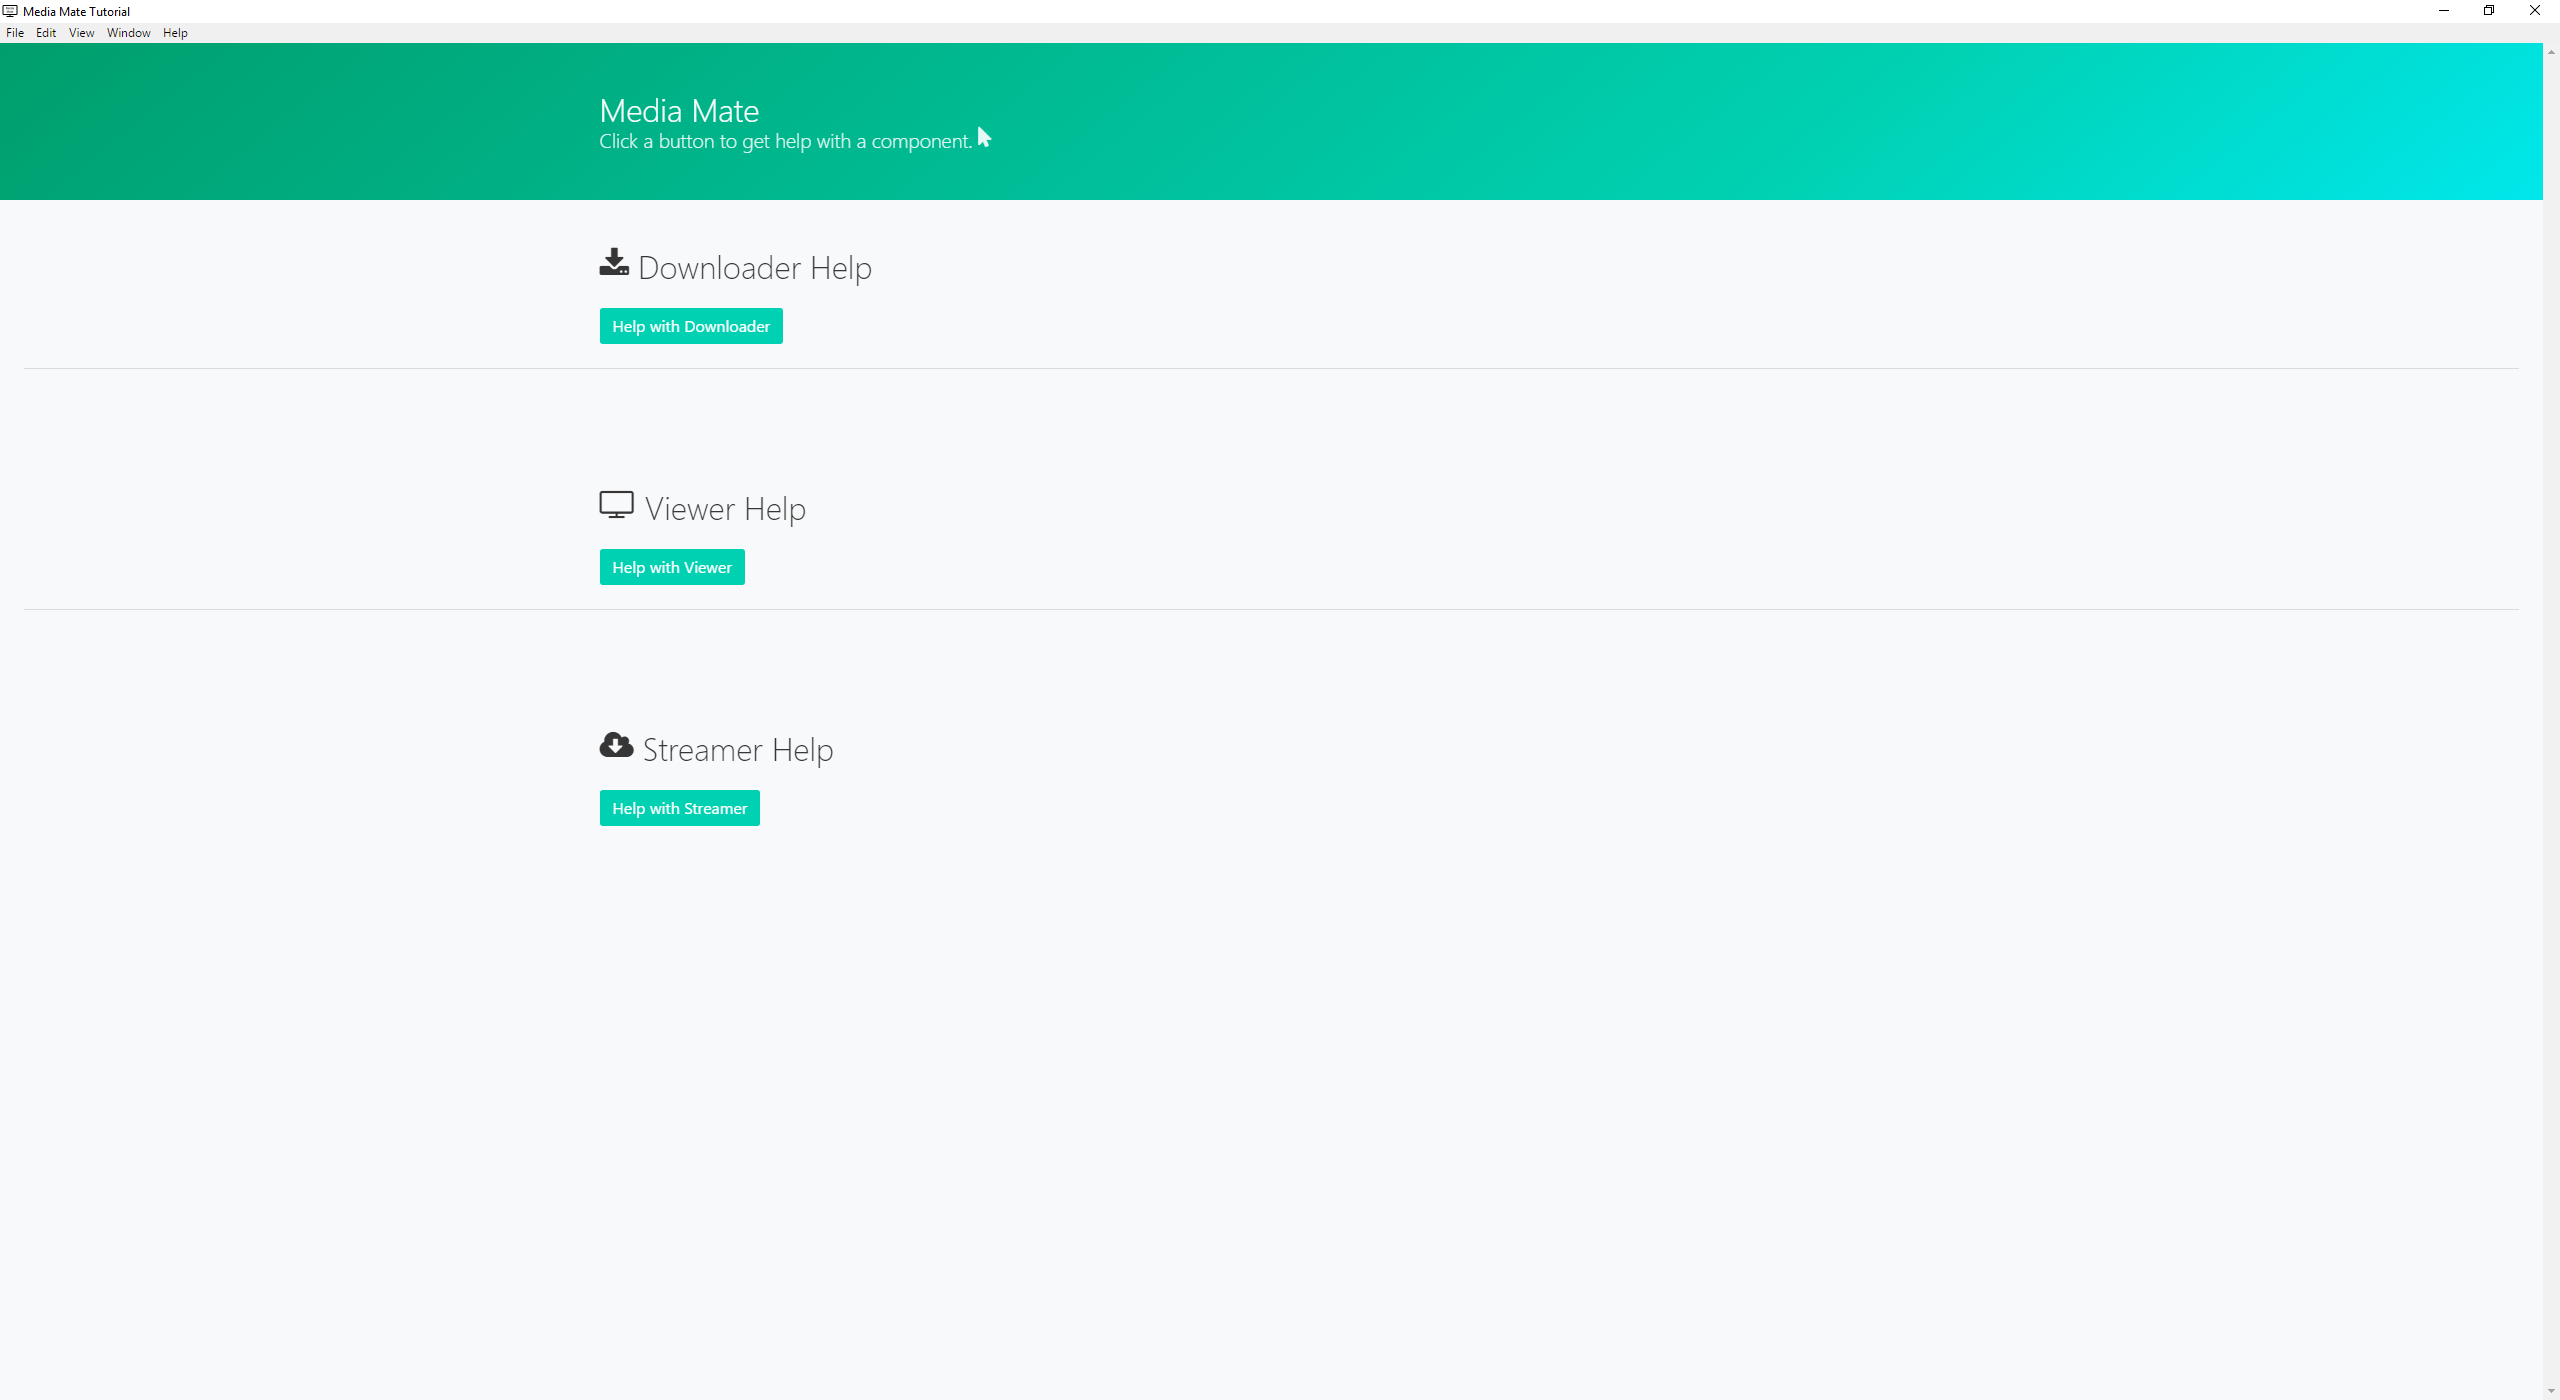 Media Mate Tutorial
File Edit View Window Help
Media Mate
Click a button to get help with a component.
Downloader Help
Help with Downloader
Viewer Help
Help with Viewer
Streamer Help
Help with Streamer